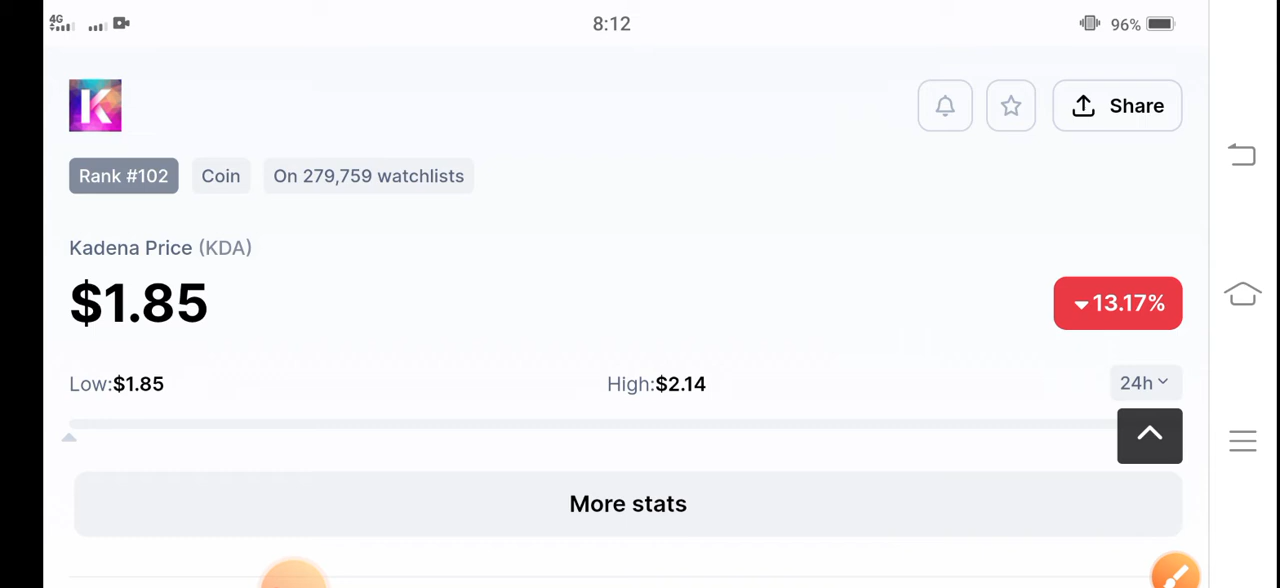 4G 8:12 96%
K
Share
Rank #102 Coin On 279,759 watchlists
Kadena Price (KDA)
$1.85 13.17%
Low:$1.85 High:$2.14 24h
More stats